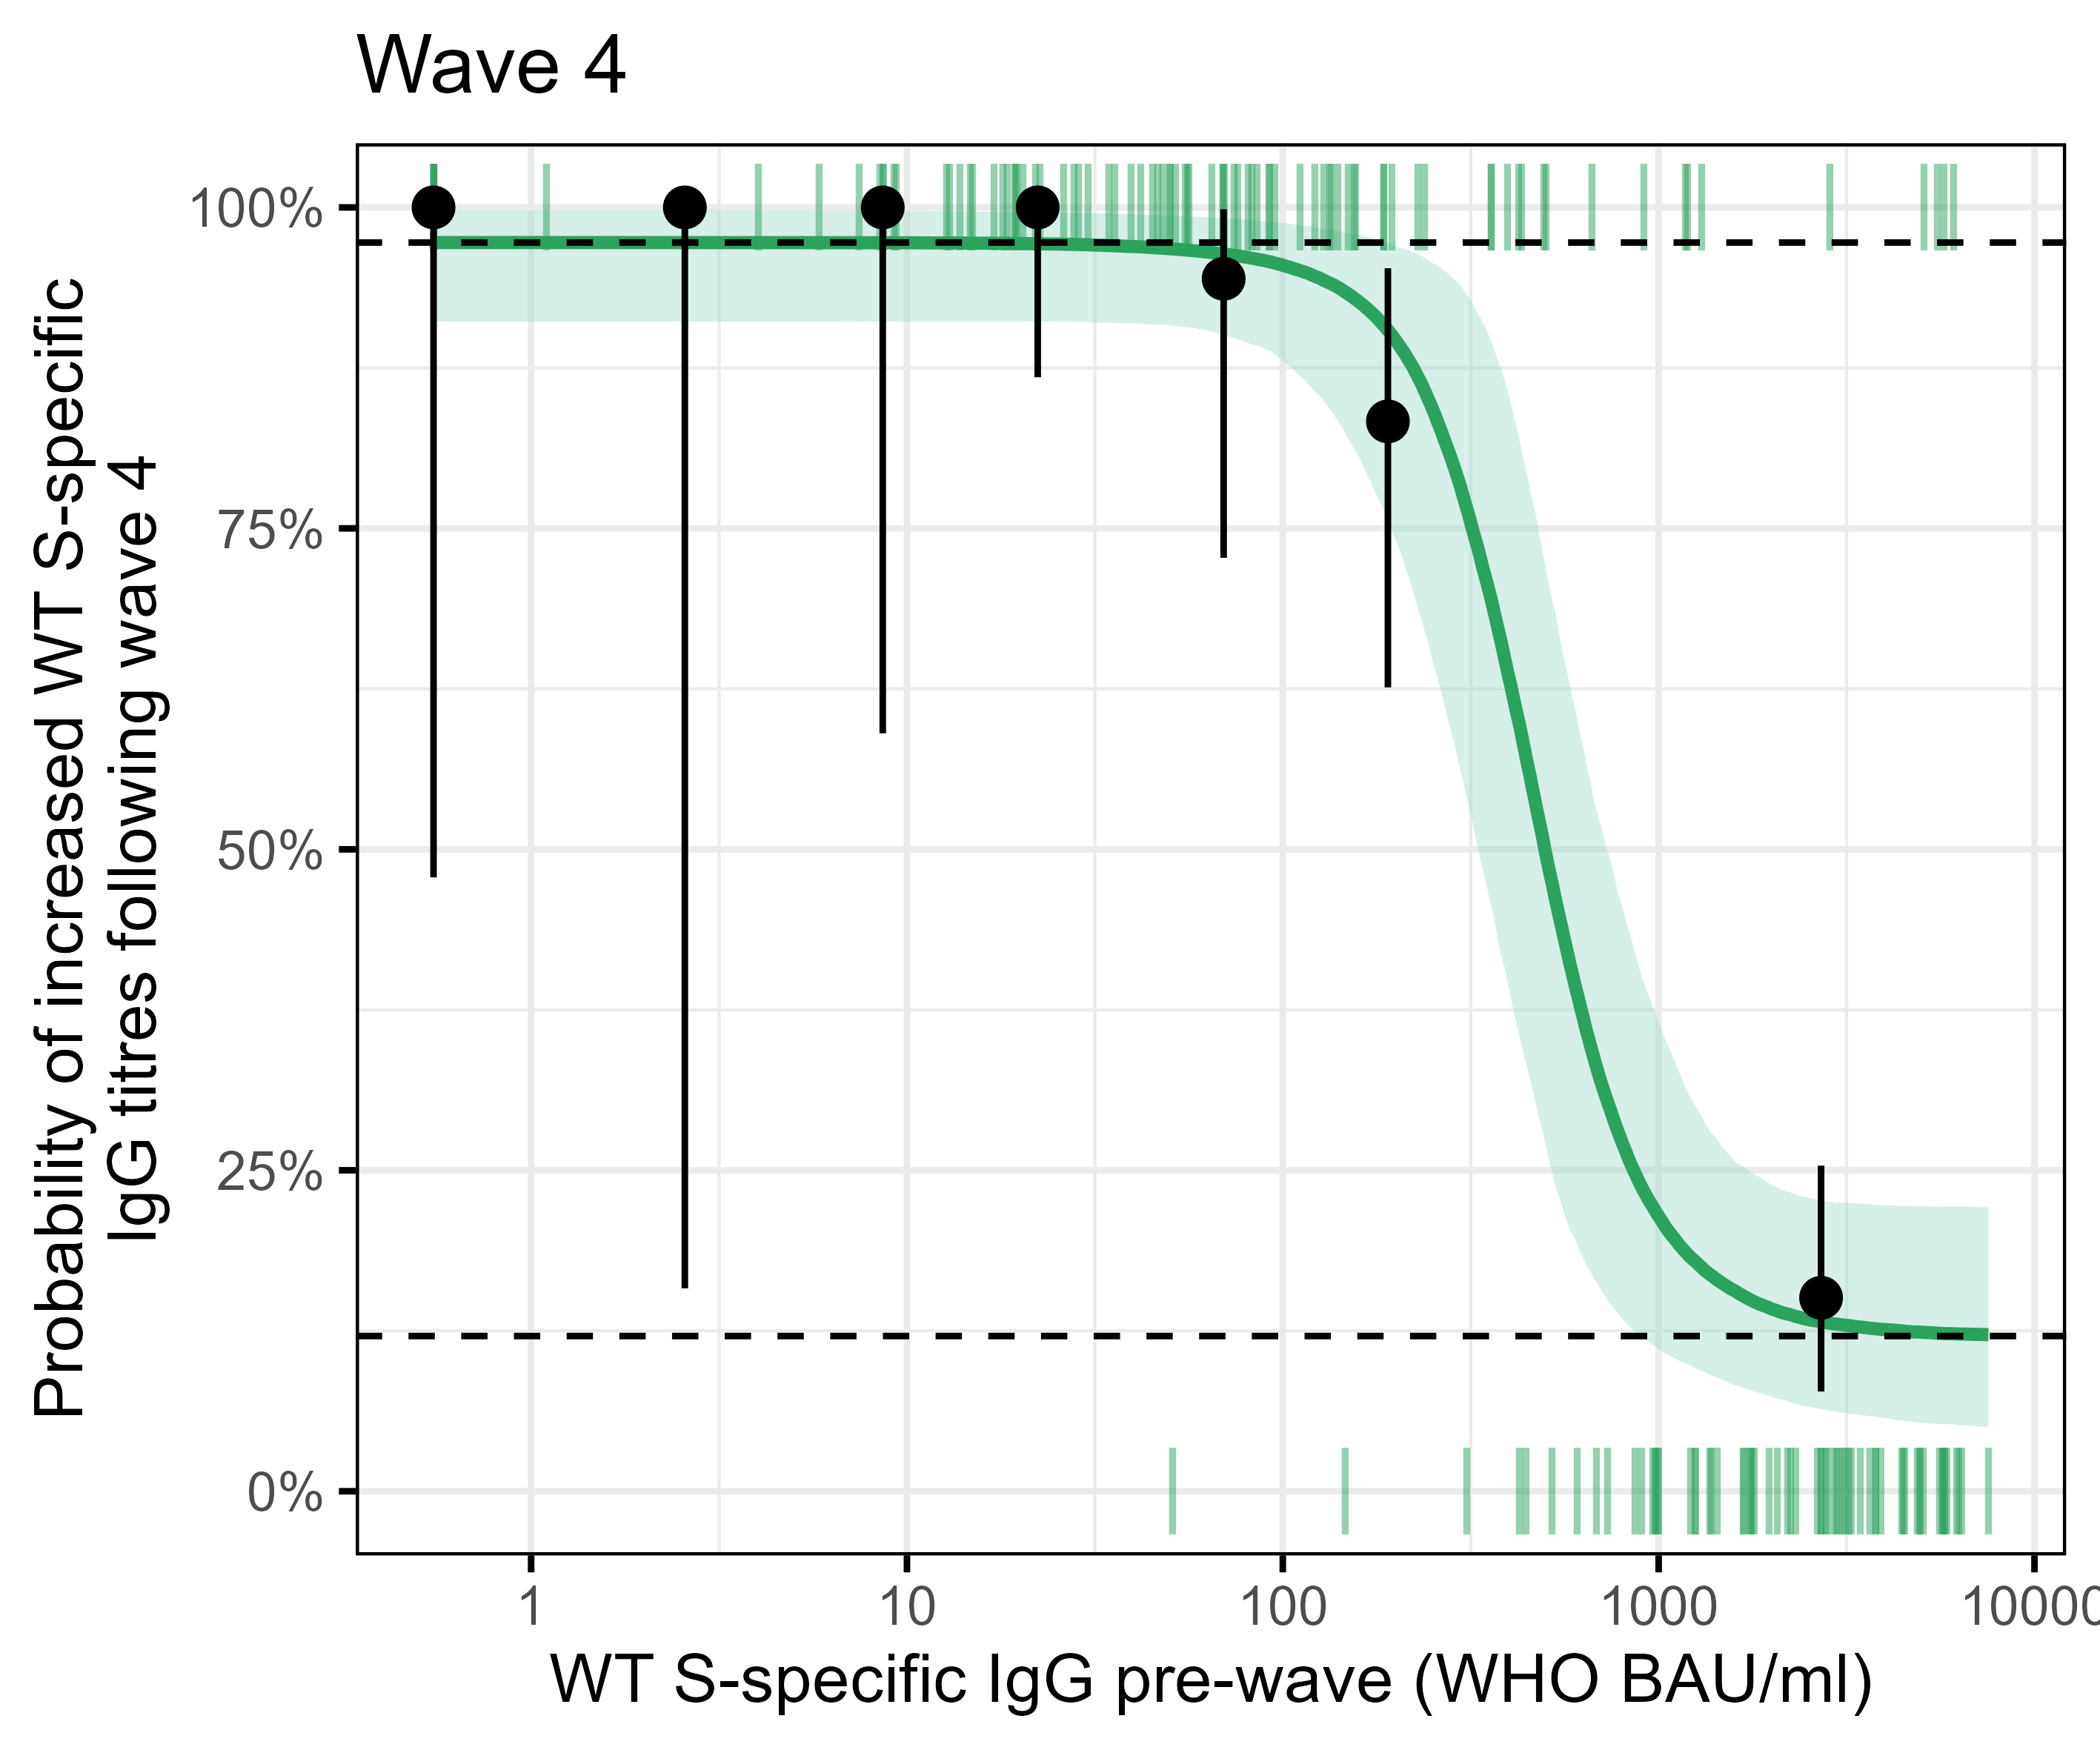 Wave 4
Probability of increased WT S-specific
IgG titres following wave 4
100%
75%
50%
25%
0%
1
10
100
1000
10000
WT S-specific IgG pre-wave (WHO BAU/ml)